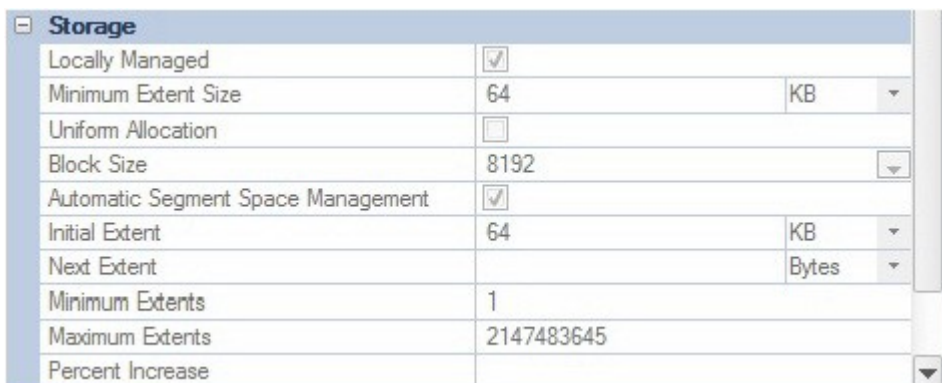 Storage
Locally Managed
Minimum Extent Size 64 KB
Uniform Allocation
Block Size 8192
Automatic Segment Space Management
Initial Extent 64 KB
Next Extent Bytes
Minimum Extents 1
Maximum Extents 2147483645
Percent Increase